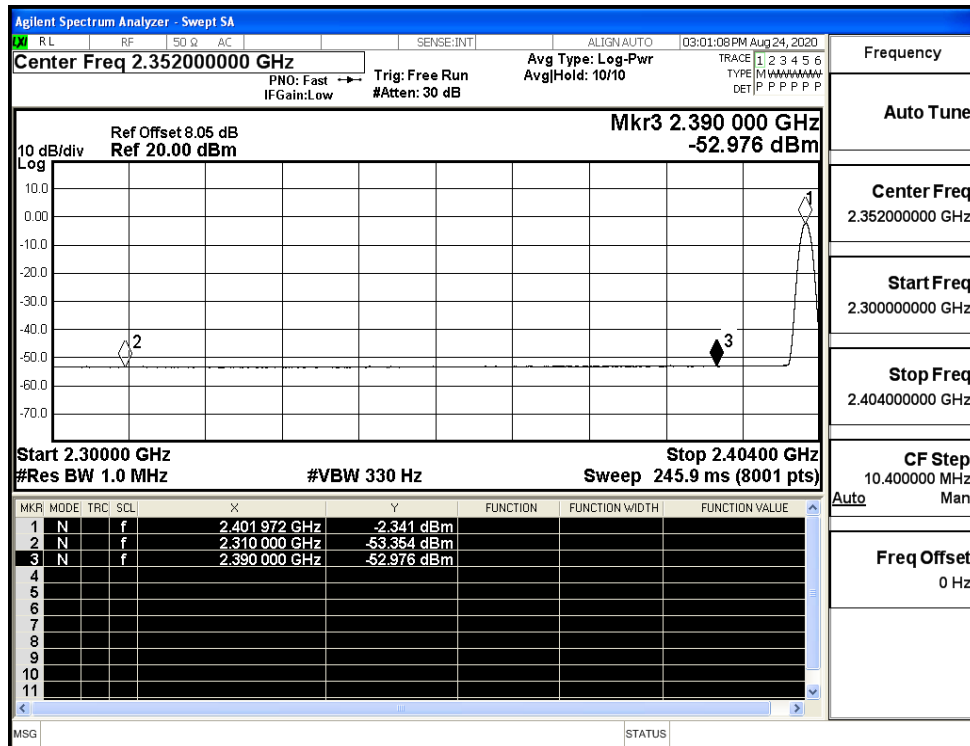 Agilent Spectrum Analyzer - Swept SA
LXI RL RF 50 Ω AC SENSE:INT ALIGN AUTO 03:01:08 PM Aug 24, 2020
Center Freq 2.352000000 GHz
PNO: Fast
IFGain:Low
Trig: Free Run
#Atten: 30 dB
Avg Type: Log-Pwr
Avg|Hold: 10/10
TRACE 1 2 3 4 5 6
TYPE M WWWWW
DET P P P P P P
Ref Offset 8.05 dB
10 dB/div Ref 20.00 dBm
Log
Mkr3 2.390 000 GHz
-52.976 dBm
10.0
0.00
-10.0
-20.0
-30.0
-40.0
-50.0
-60.0
-70.0
1
2
3
Start 2.30000 GHz Stop 2.40400 GHz
#Res BW 1.0 MHz #VBW 330 Hz Sweep 245.9 ms (8001 pts)
MKR MODE TRC SCL X Y FUNCTION FUNCTION WIDTH FUNCTION VALUE
1 N f 2.401 972 GHz -2.341 dBm
2 N f 2.310 000 GHz -53.354 dBm
3 N f 2.390 000 GHz -52.976 dBm
4
5
6
7
8
9
10
11
MSG STATUS
Frequency
Auto Tune
Center Freq
2.352000000 GHz
Start Freq
2.300000000 GHz
Stop Freq
2.404000000 GHz
CF Step
10.400000 MHz
Auto Man
Freq Offset
0 Hz